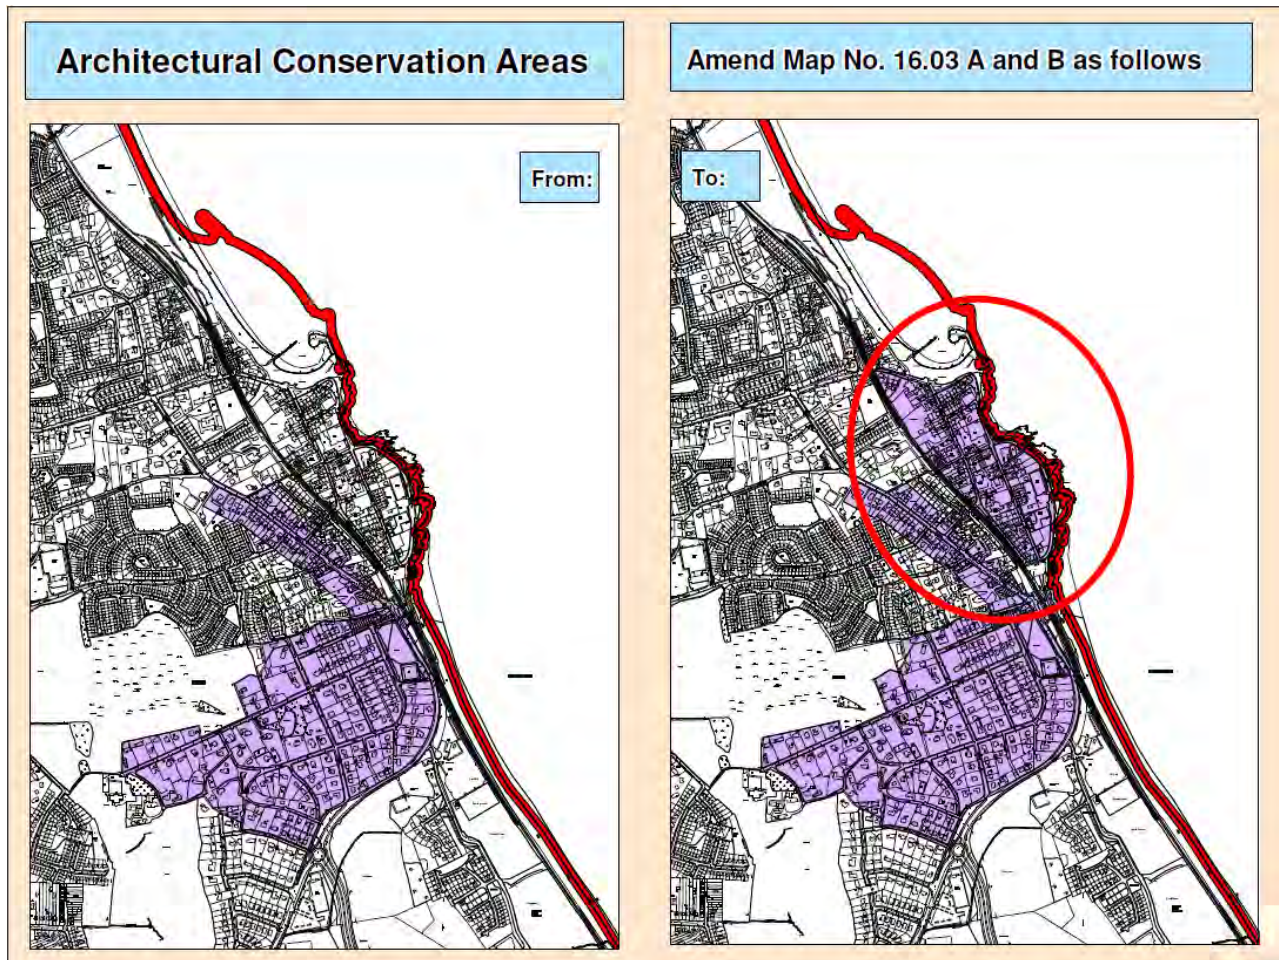 Architectural Conservation Areas
Amend Map No. 16.03 A and B as follows
From:
To: